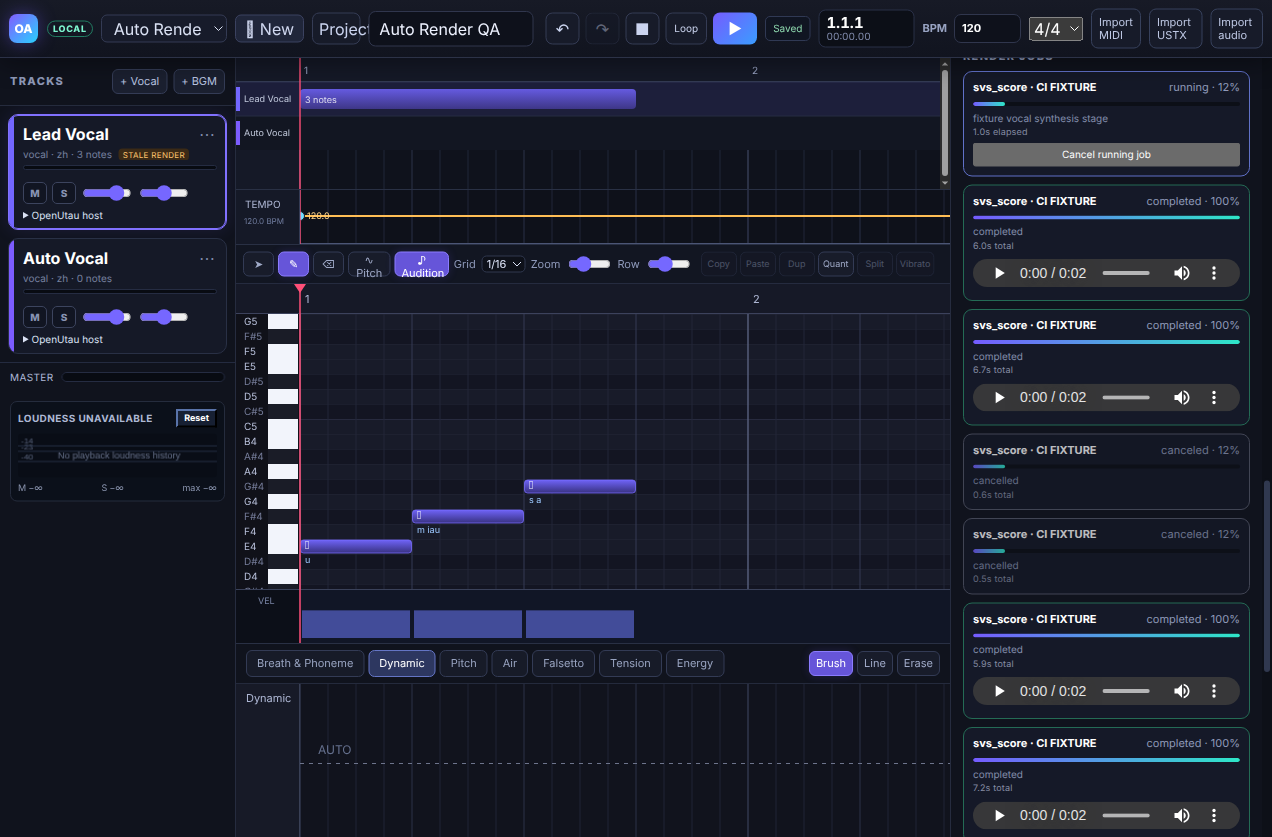 OA
LOCAL
Auto Rende
New
Project
Auto Render QA
Loop
Saved
1.1.1
00:00.00
BPM
120
4/4
Import
MIDI
Import
USTX
Import
audio
TRACKS
+ Vocal
+ BGM
Lead Vocal
vocal · zh · 3 notes
STALE RENDER
M
S
OpenUtau host
Auto Vocal
vocal · zh · 0 notes
M
S
OpenUtau host
MASTER
LOUDNESS UNAVAILABLE
Reset
-14
-23
-40
No playback loudness history
M −∞
S −∞
max −∞
1
2
Lead Vocal
3 notes
Auto Vocal
TEMPO
120.0 BPM
120.0
Pitch
Audition
Grid
1/16
Zoom
Row
Copy
Paste
Dup
Quant
Split
Vibrato
1
2
G5
F#5
F5
E5
D#5
D5
C#5
C5
B4
A#4
A4
G#4
G4
F#4
F4
E4
D#4
D4
s a
m iau
u
VEL
Breath & Phoneme
Dynamic
Pitch
Air
Falsetto
Tension
Energy
Brush
Line
Erase
Dynamic
AUTO
RENDER JOBS
svs_score · CI FIXTURE
running · 12%
fixture vocal synthesis stage
1.0s elapsed
Cancel running job
svs_score · CI FIXTURE
completed · 100%
completed
6.0s total
0:00 / 0:02
svs_score · CI FIXTURE
completed · 100%
completed
6.7s total
0:00 / 0:02
svs_score · CI FIXTURE
canceled · 12%
cancelled
0.6s total
svs_score · CI FIXTURE
canceled · 12%
cancelled
0.5s total
svs_score · CI FIXTURE
completed · 100%
completed
5.9s total
0:00 / 0:02
svs_score · CI FIXTURE
completed · 100%
completed
7.2s total
0:00 / 0:02